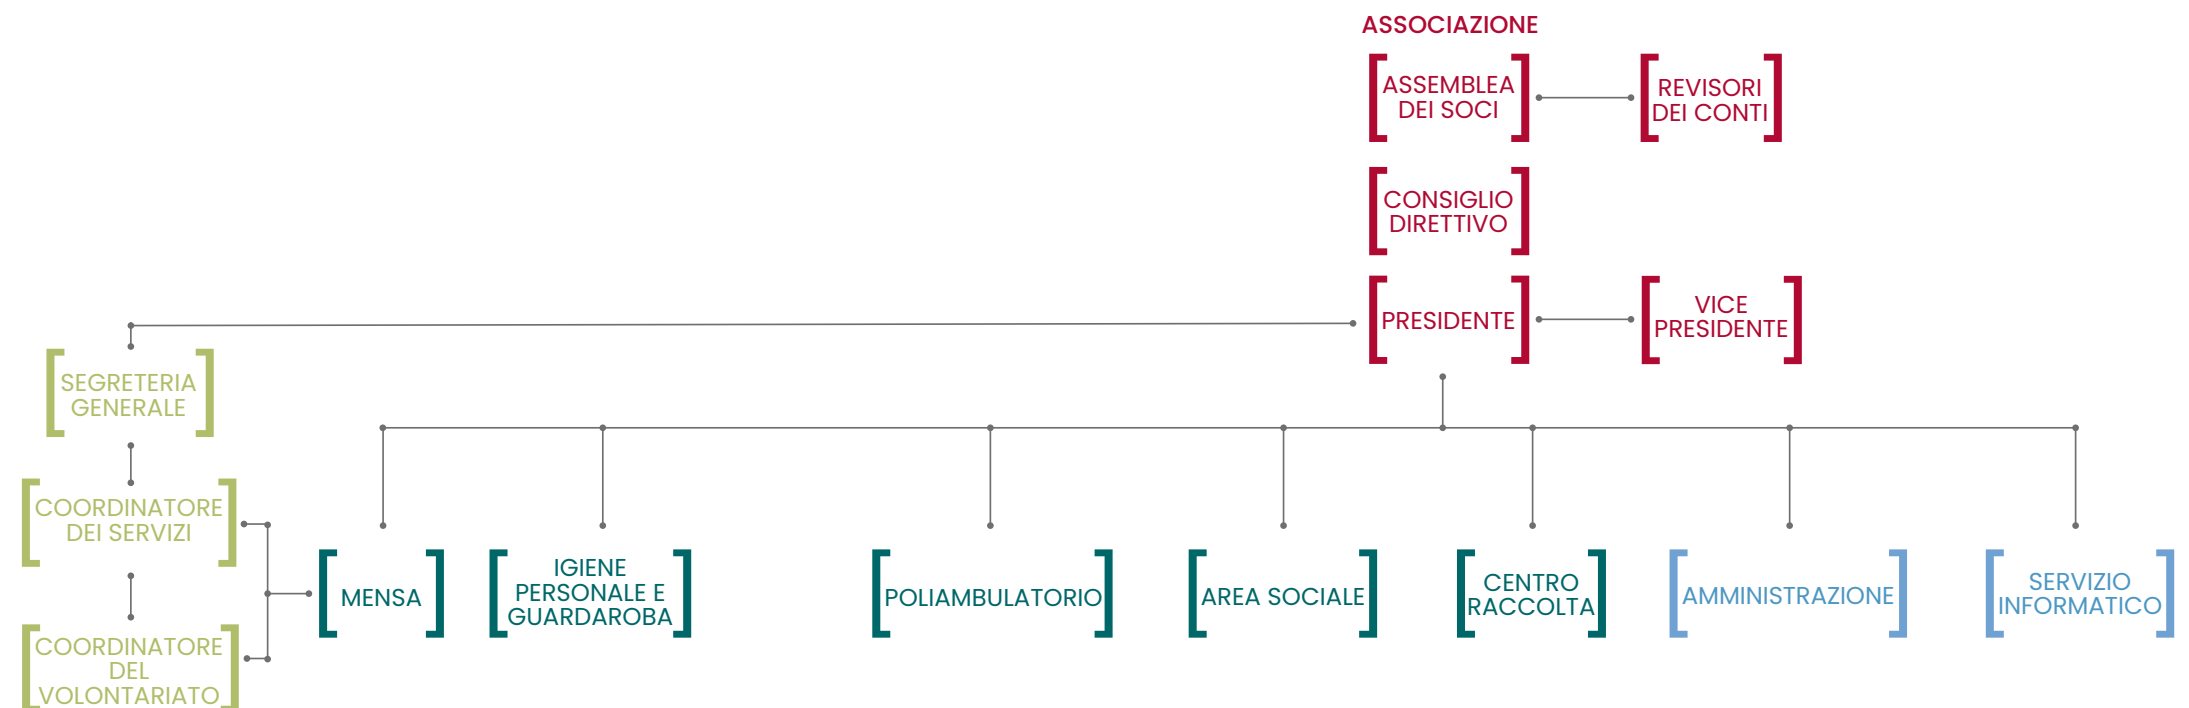 ASSOCIAZIONE
ASSEMBLEA
DEI SOCI
REVISORI
DEI CONTI
CONSIGLIO
DIRETTIVO
PRESIDENTE
VICE
PRESIDENTE
SEGRETERIA
GENERALE
COORDINATORE
DEI SERVIZI
COORDINATORE
DEL
VOLONTARIATO
MENSA
IGIENE
PERSONALE E
GUARDAROBA
POLIAMBULATORIO
AREA SOCIALE
CENTRO
RACCOLTA
AMMINISTRAZIONE
SERVIZIO
INFORMATICO